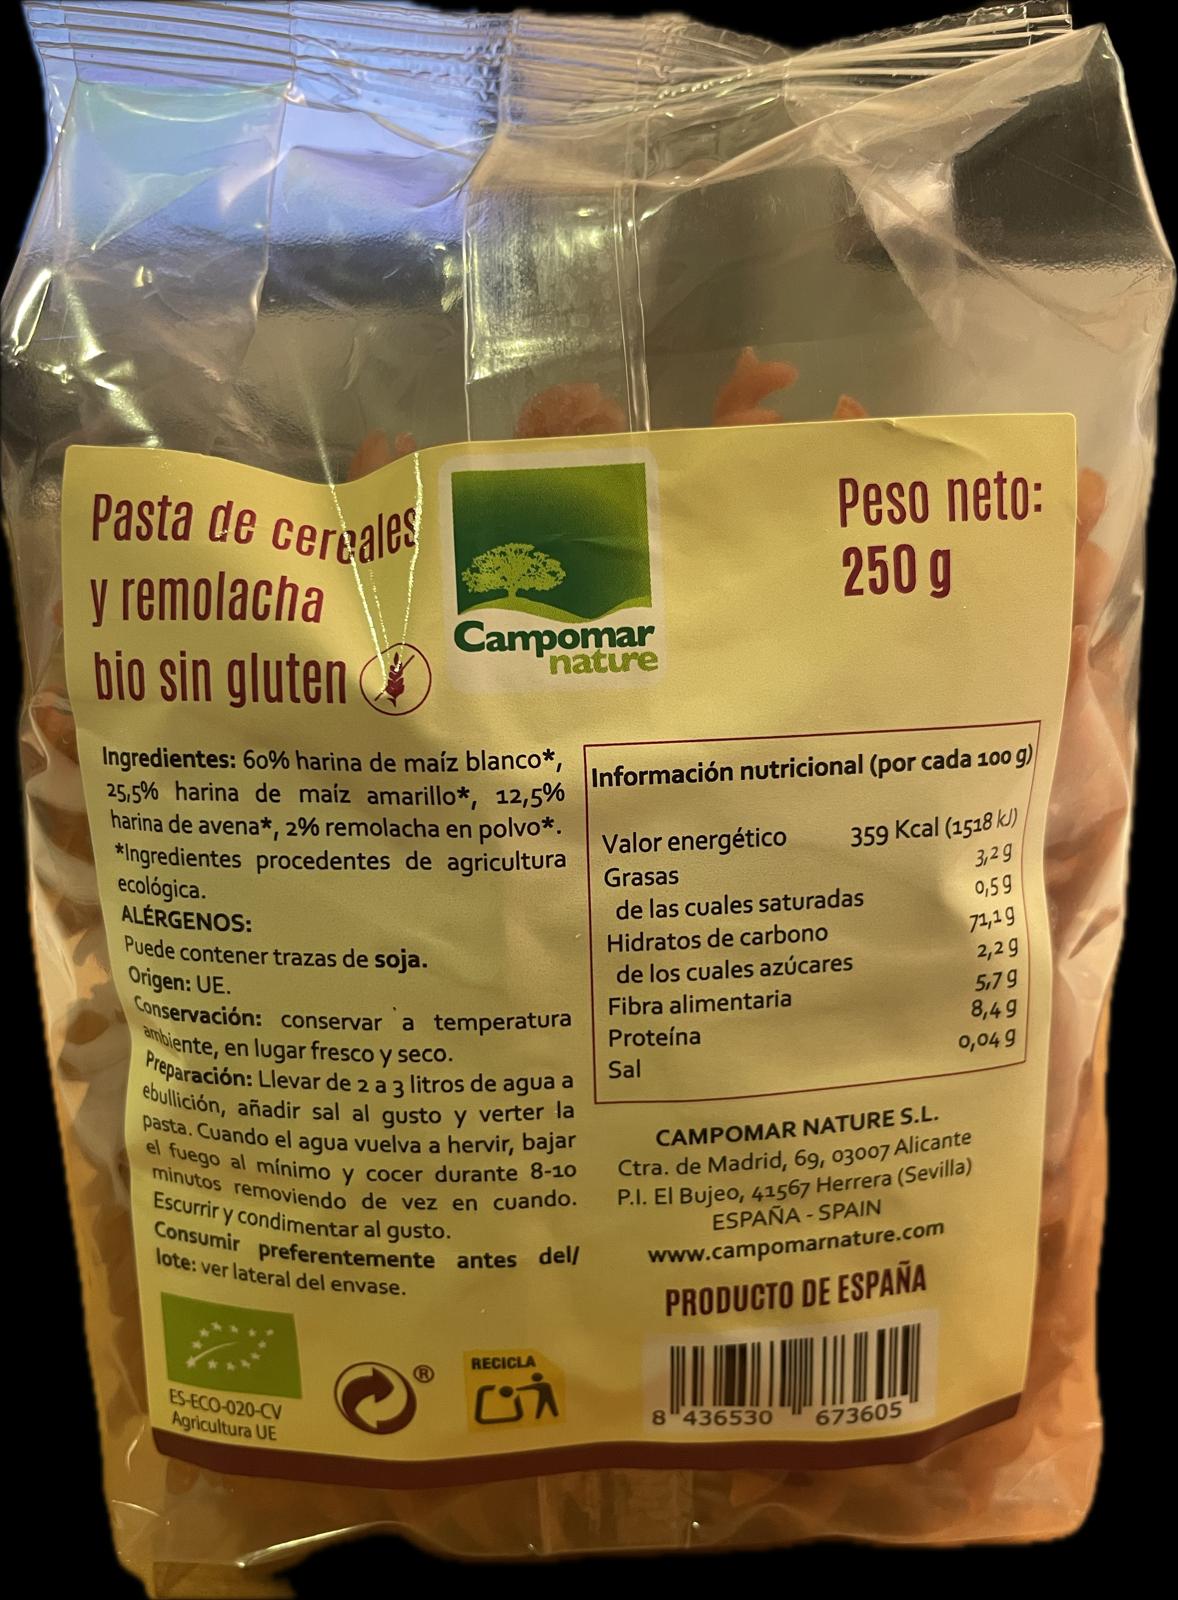 Pasta de cereales
y remolacha
bio sin gluten
Campomar
nature
Peso neto:
250 g
Ingredientes: 60% harina de maíz blanco*,
25,5% harina de maíz amarillo*, 12,5%
harina de avena*, 2% remolacha en polvo*.
*Ingredientes procedentes de agricultura
ecológica.
ALÉRGENOS:
Puede contener trazas de soja.
Origen: UE.
Conservación: conservar a temperatura
ambiente, en lugar fresco y seco.
Preparación: Llevar de 2 a 3 litros de agua a
ebullición, añadir sal al gusto y verter la
pasta. Cuando el agua vuelva a hervir, bajar
el fuego al mínimo y cocer durante 8-10
minutos removiendo de vez en cuando.
Escurrir y condimentar al gusto.
Consumir preferentemente antes del/
lote: ver lateral del envase.
Información nutricional (por cada 100 g)
Valor energético 359 Kcal (1518 kJ)
Grasas 3,2 g
de las cuales saturadas 0,5 g
Hidratos de carbono 71,1 g
de los cuales azúcares 2,2 g
Fibra alimentaria 5,7 g
Proteína 8,4 g
Sal 0,04 g
CAMPOMAR NATURE S.L.
Ctra. de Madrid, 69, 03007 Alicante
P.I. El Bujeo, 41567 Herrera (Sevilla)
ESPAÑA - SPAIN
www.campomarnature.com
PRODUCTO DE ESPAÑA
ES-ECO-020-CV
Agricultura UE
®
RECICLA
8 436530 673605